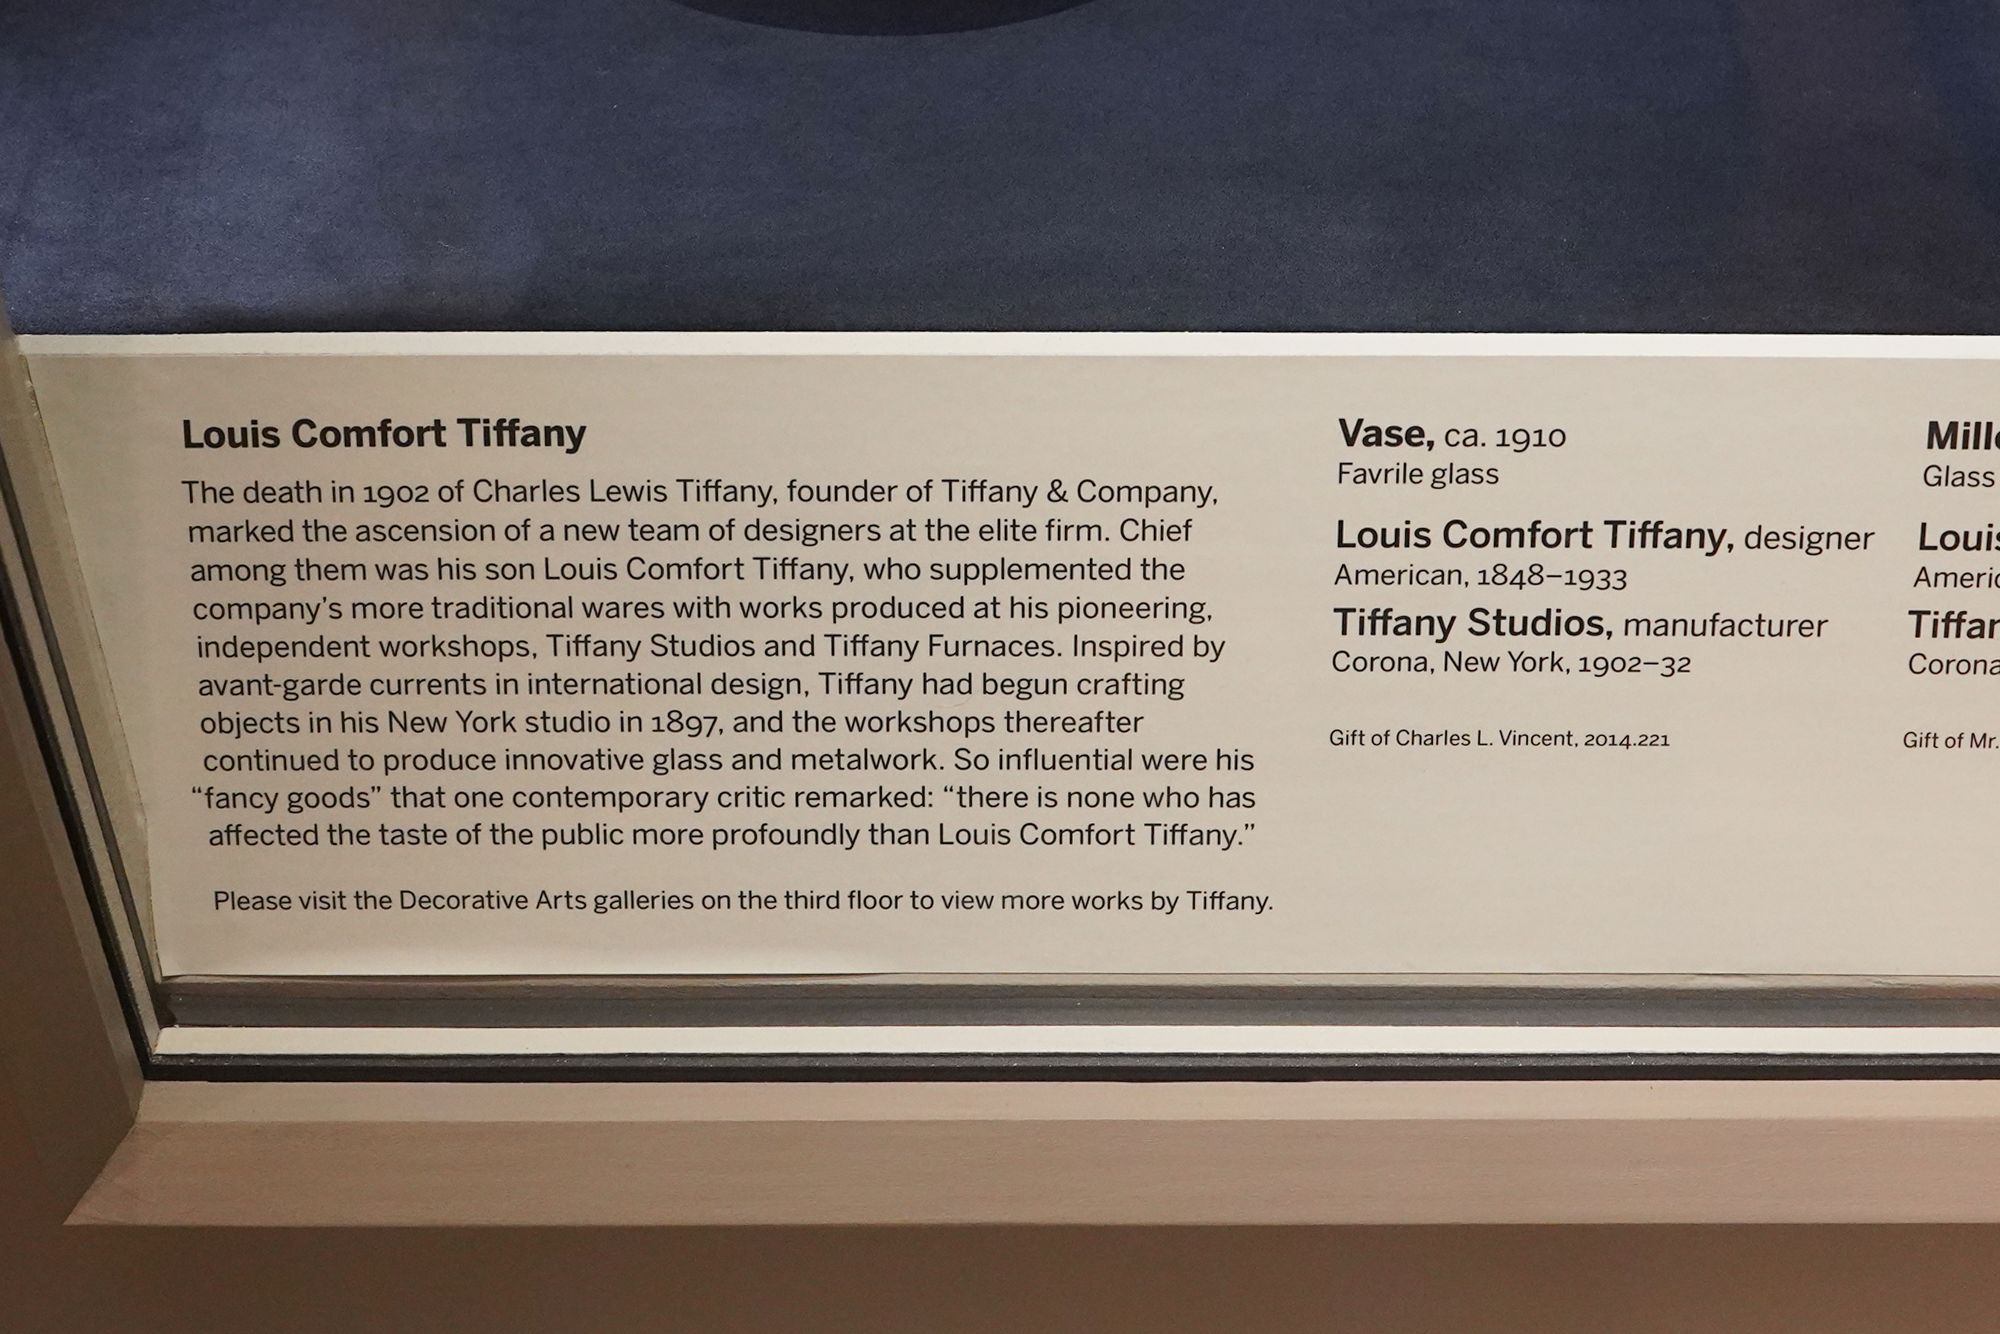 Louis Comfort Tiffany
The death in 1902 of Charles Lewis Tiffany, founder of Tiffany & Company,
marked the ascension of a new team of designers at the elite firm. Chief
among them was his son Louis Comfort Tiffany, who supplemented the
company’s more traditional wares with works produced at his pioneering,
independent workshops, Tiffany Studios and Tiffany Furnaces. Inspired by
avant-garde currents in international design, Tiffany had begun crafting
objects in his New York studio in 1897, and the workshops thereafter
continued to produce innovative glass and metalwork. So influential were his
“fancy goods” that one contemporary critic remarked: “there is none who has
affected the taste of the public more profoundly than Louis Comfort Tiffany.”
Please visit the Decorative Arts galleries on the third floor to view more works by Tiffany.
Vase, ca. 1910
Favrile glass
Louis Comfort Tiffany, designer
American, 1848–1933
Tiffany Studios, manufacturer
Corona, New York, 1902–32
Gift of Charles L. Vincent, 2014.221
Glass
Louis
Corona
Gift of Mr.